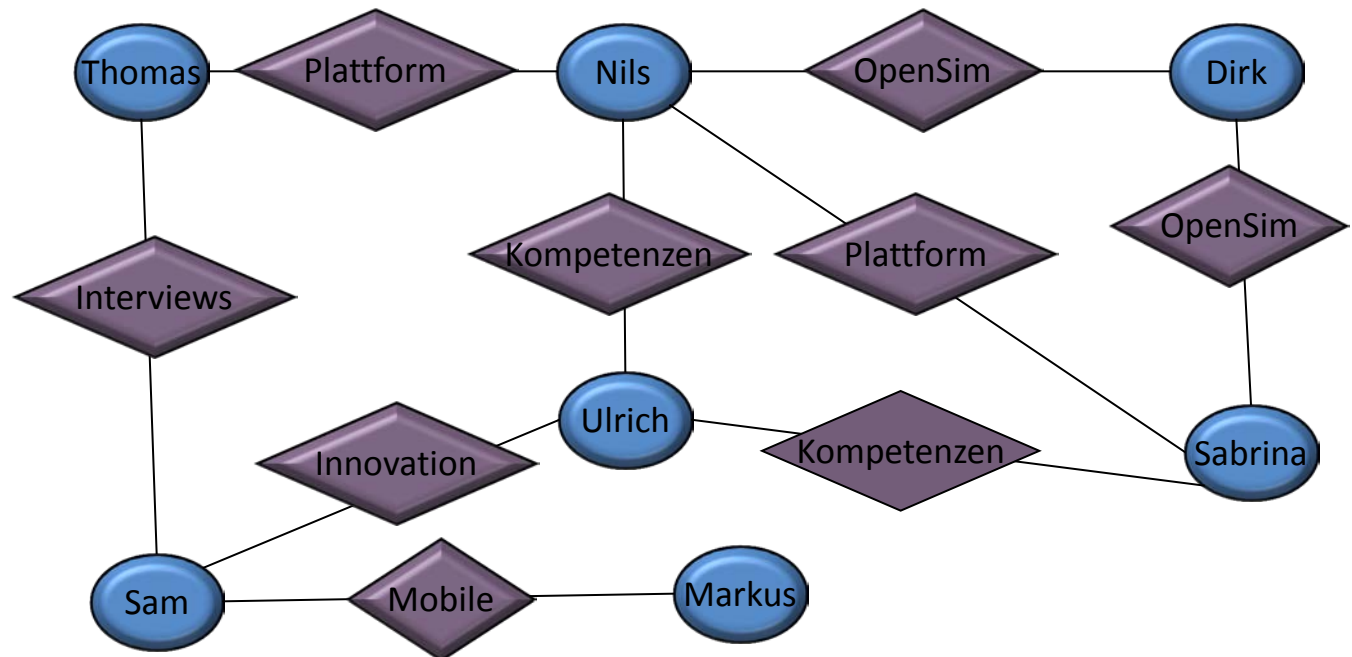 Thomas
Plattform
Nils
OpenSim
Dirk
Interviews
Kompetenzen
Plattform
OpenSim
Innovation
Ulrich
Kompetenzen
Sabrina
Sam
Mobile
Markus